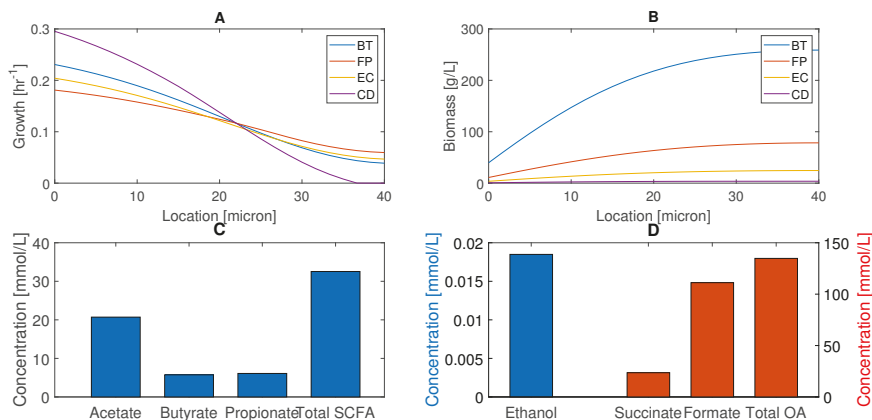 A
Growth [hr-1]
0.3
0.2
0.1
0
BT
FP
EC
CD
0
10
20
30
40
Location [micron]
B
Biomass [g/L]
300
200
100
0
BT
FP
EC
CD
0
10
20
30
40
Location [micron]
C
Concentration [mmol/L]
40
30
20
10
0
Acetate
Butyrate
Propionate
Total SCFA
D
Concentration [mmol/L]
0.02
0.015
0.01
0.005
0
Ethanol
Succinate
Formate
Total OA
150
100
50
0
Concentration [mmol/L]